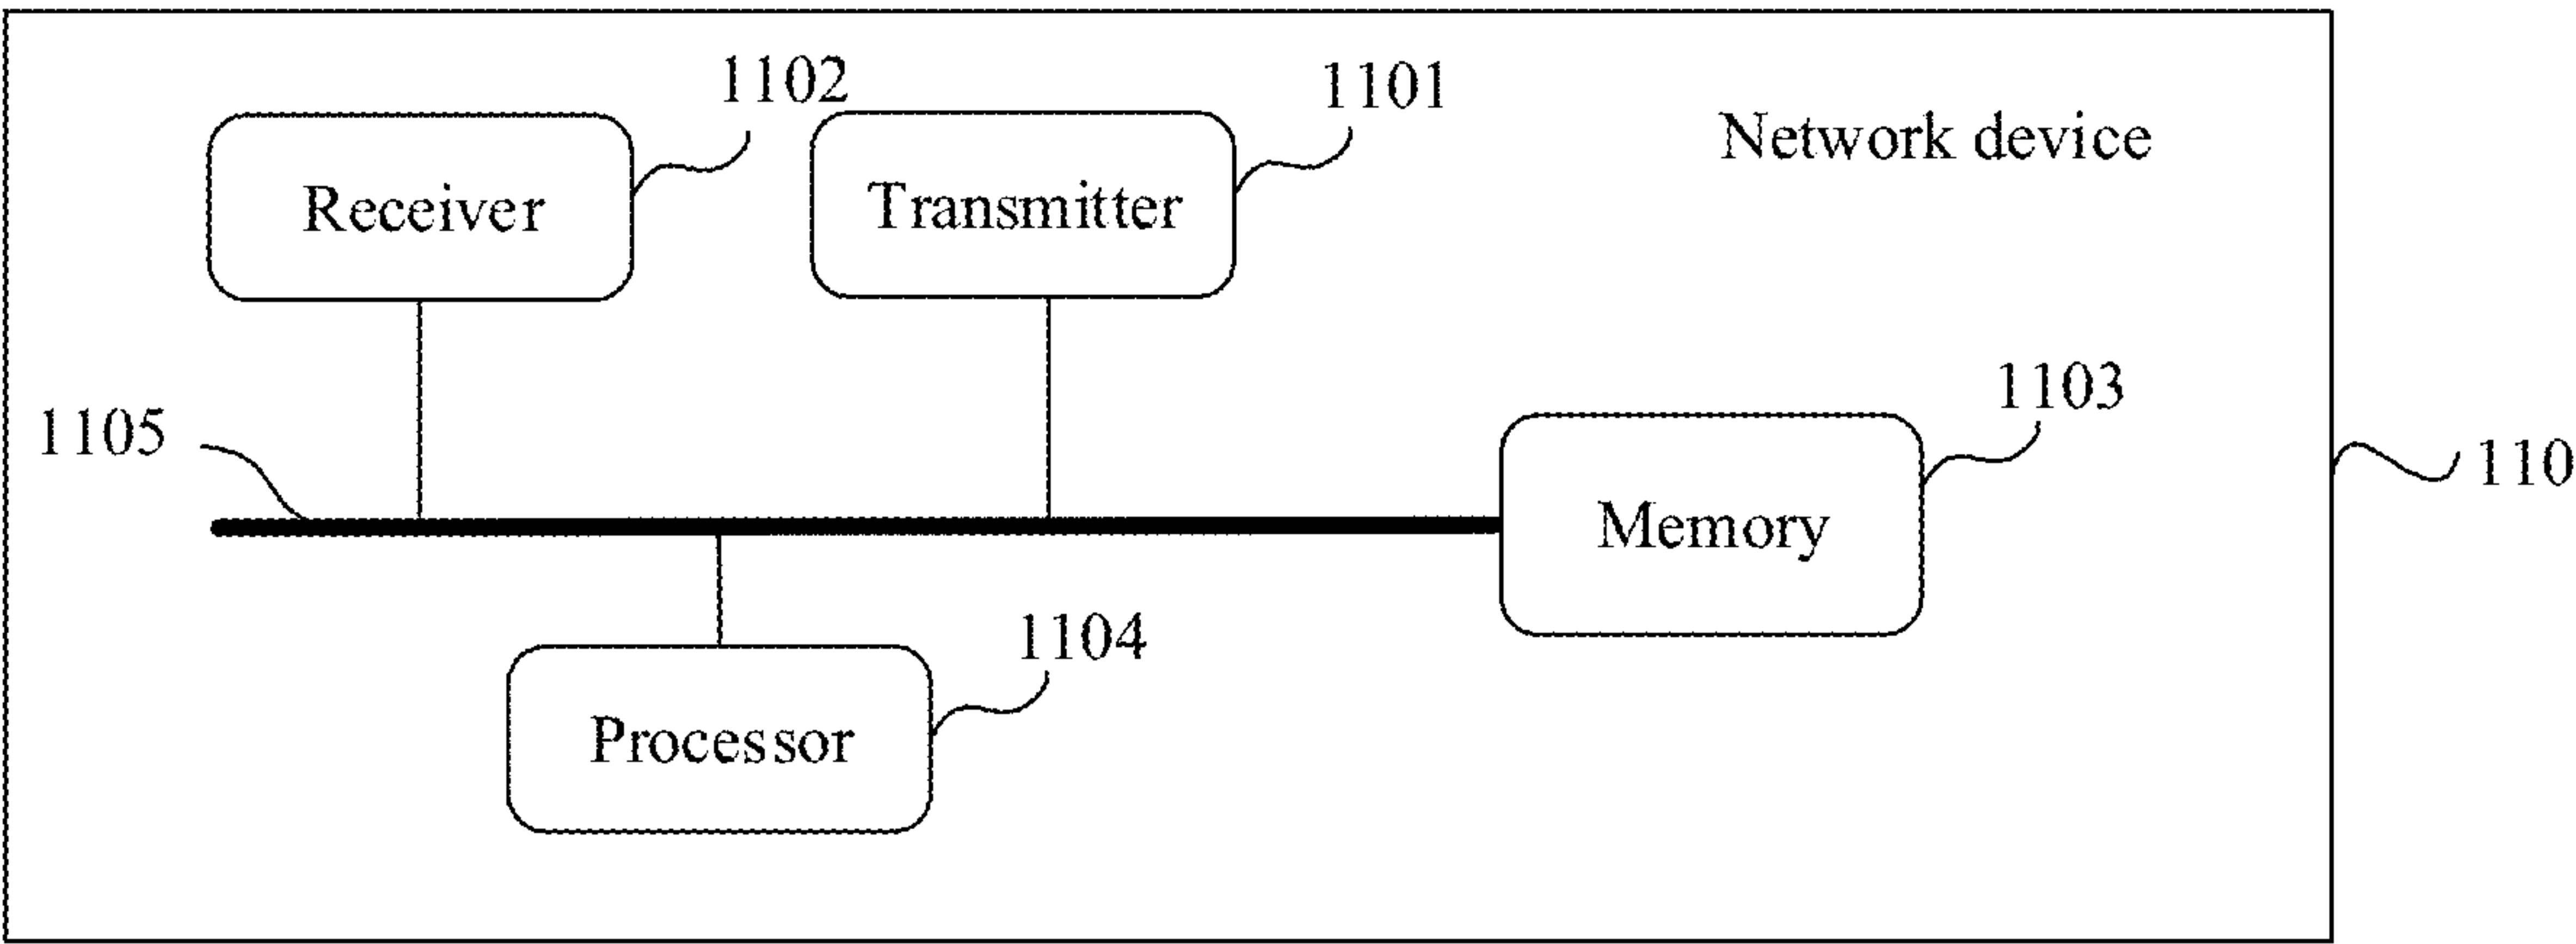 1102
1101
Network device
Receiver
Transmitter
1103
1105
110
Memory
1104
Processor